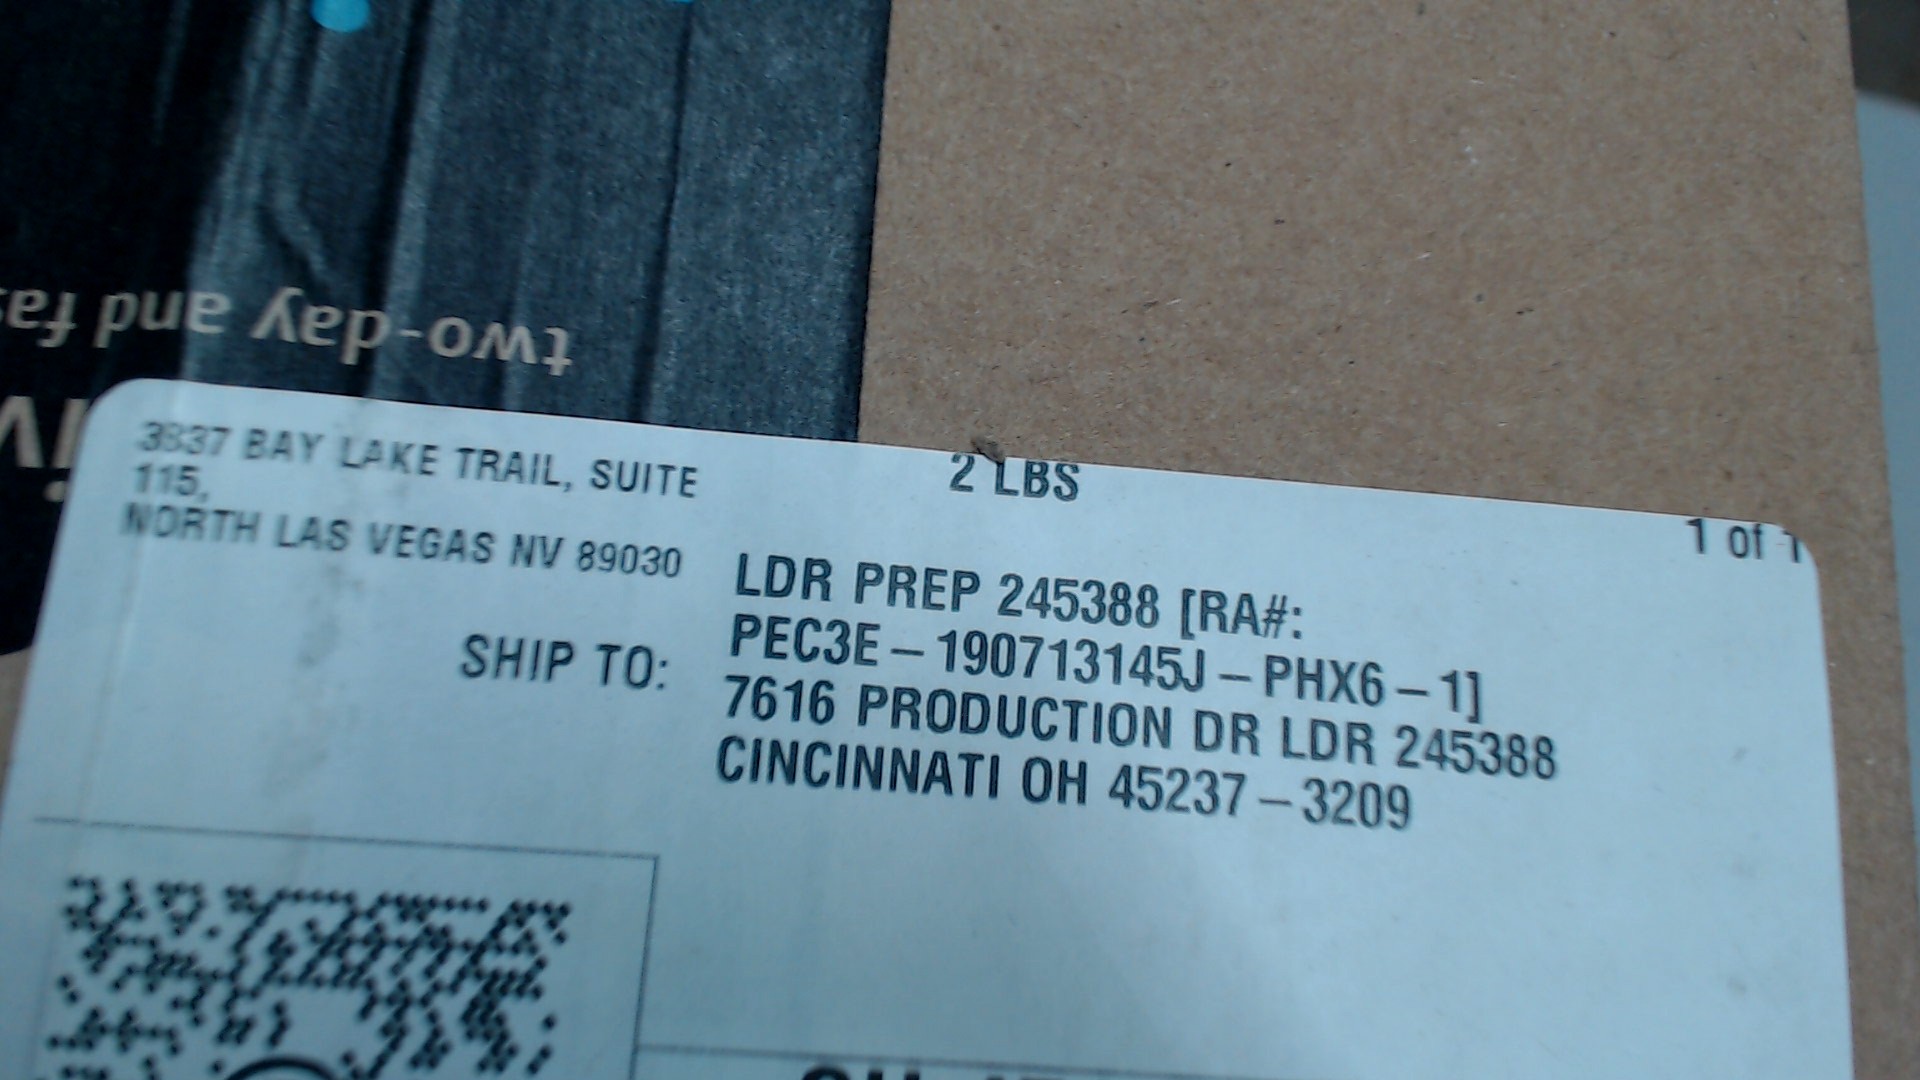 two-day and fas
3837 BAY LAKE TRAIL, SUITE
115,
NORTH LAS VEGAS NV 89030
2 LBS
1 of 1
SHIP TO:
LDR PREP 245388 [RA#:
PEC3E – 190713145J – PHX6 – 1]
7616 PRODUCTION DR LDR 245388
CINCINNATI OH 45237 – 3209